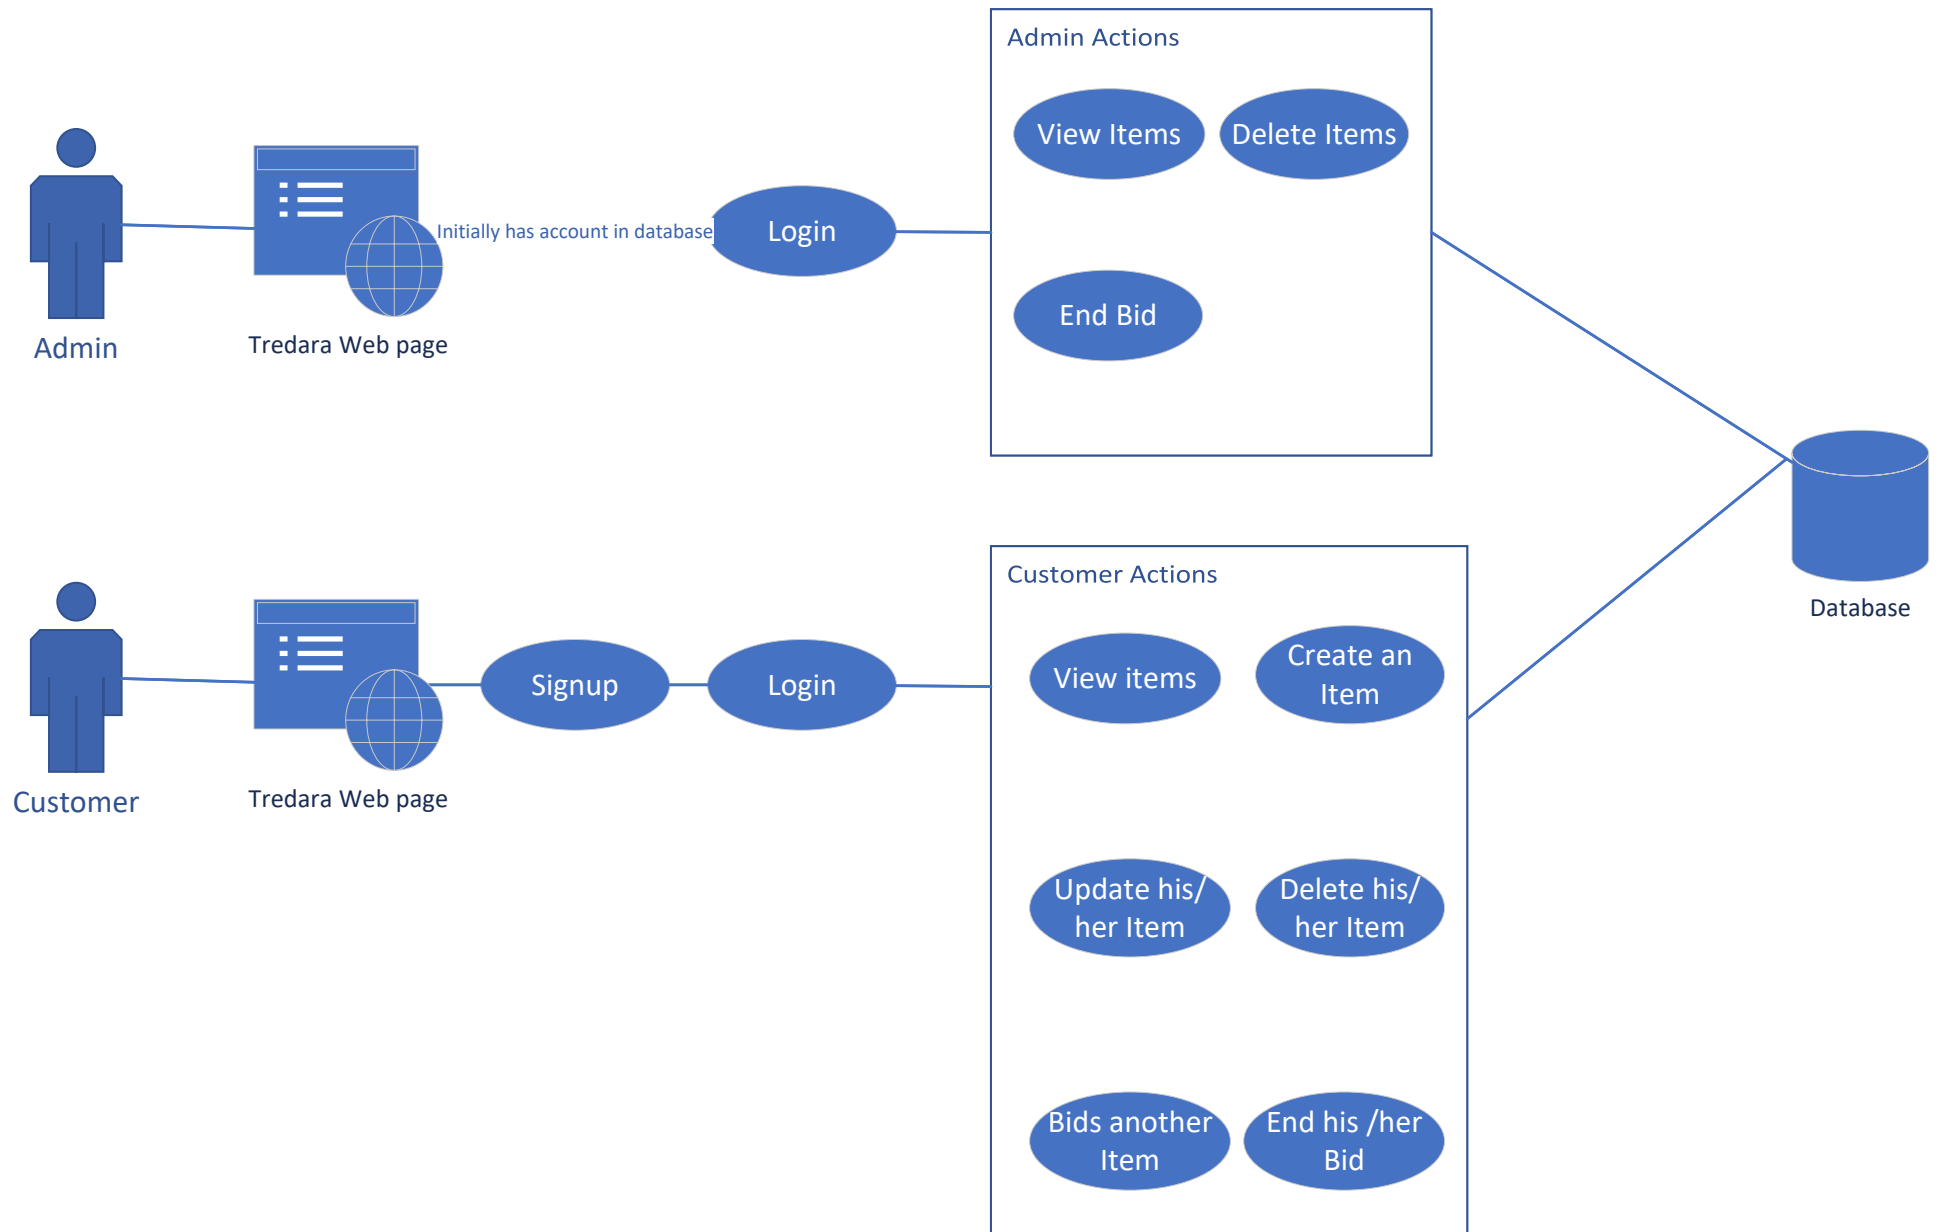 Admin Actions
View Items
Delete Items
Initially has account in database
Login
End Bid
Admin
Tredara Web page
Database
Customer Actions
View items
Create an
Item
Signup
Login
Customer
Tredara Web page
Update his/
her Item
Delete his/
her Item
Bids another
Item
End his /her
Bid